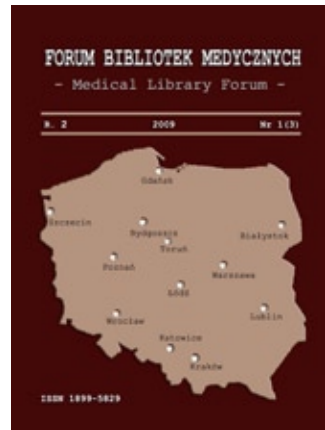 FORUM BIBLIOTEK MEDYCZNYCH
- Medical Library Forum -
R. 2 2009 Nr 1(3)
Gdańsk
Szczecin
Bydgoszcz
Białystok
Toruń
Poznań
Warszawa
Łódź
Lublin
Wrocław
Katowice
Kraków
ISSN 1899-5829